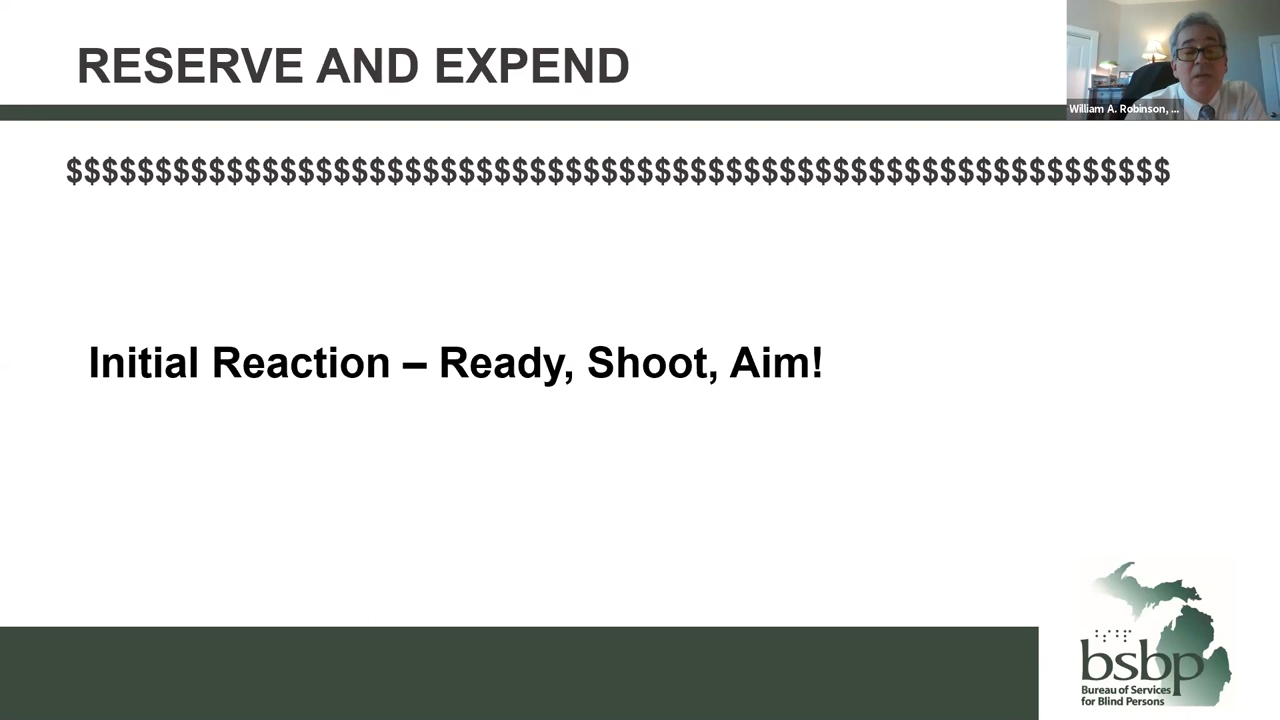 RESERVE AND EXPEND
William A. Robinson, ...
$$$$$$$$$$$$$$$$$$$$$$$$$$$$$$$$$$$$$$$$$$$$$$$$$$$$$$$$$$$$$$
Initial Reaction – Ready, Shoot, Aim!
bsbp
Bureau of Services
for Blind Persons